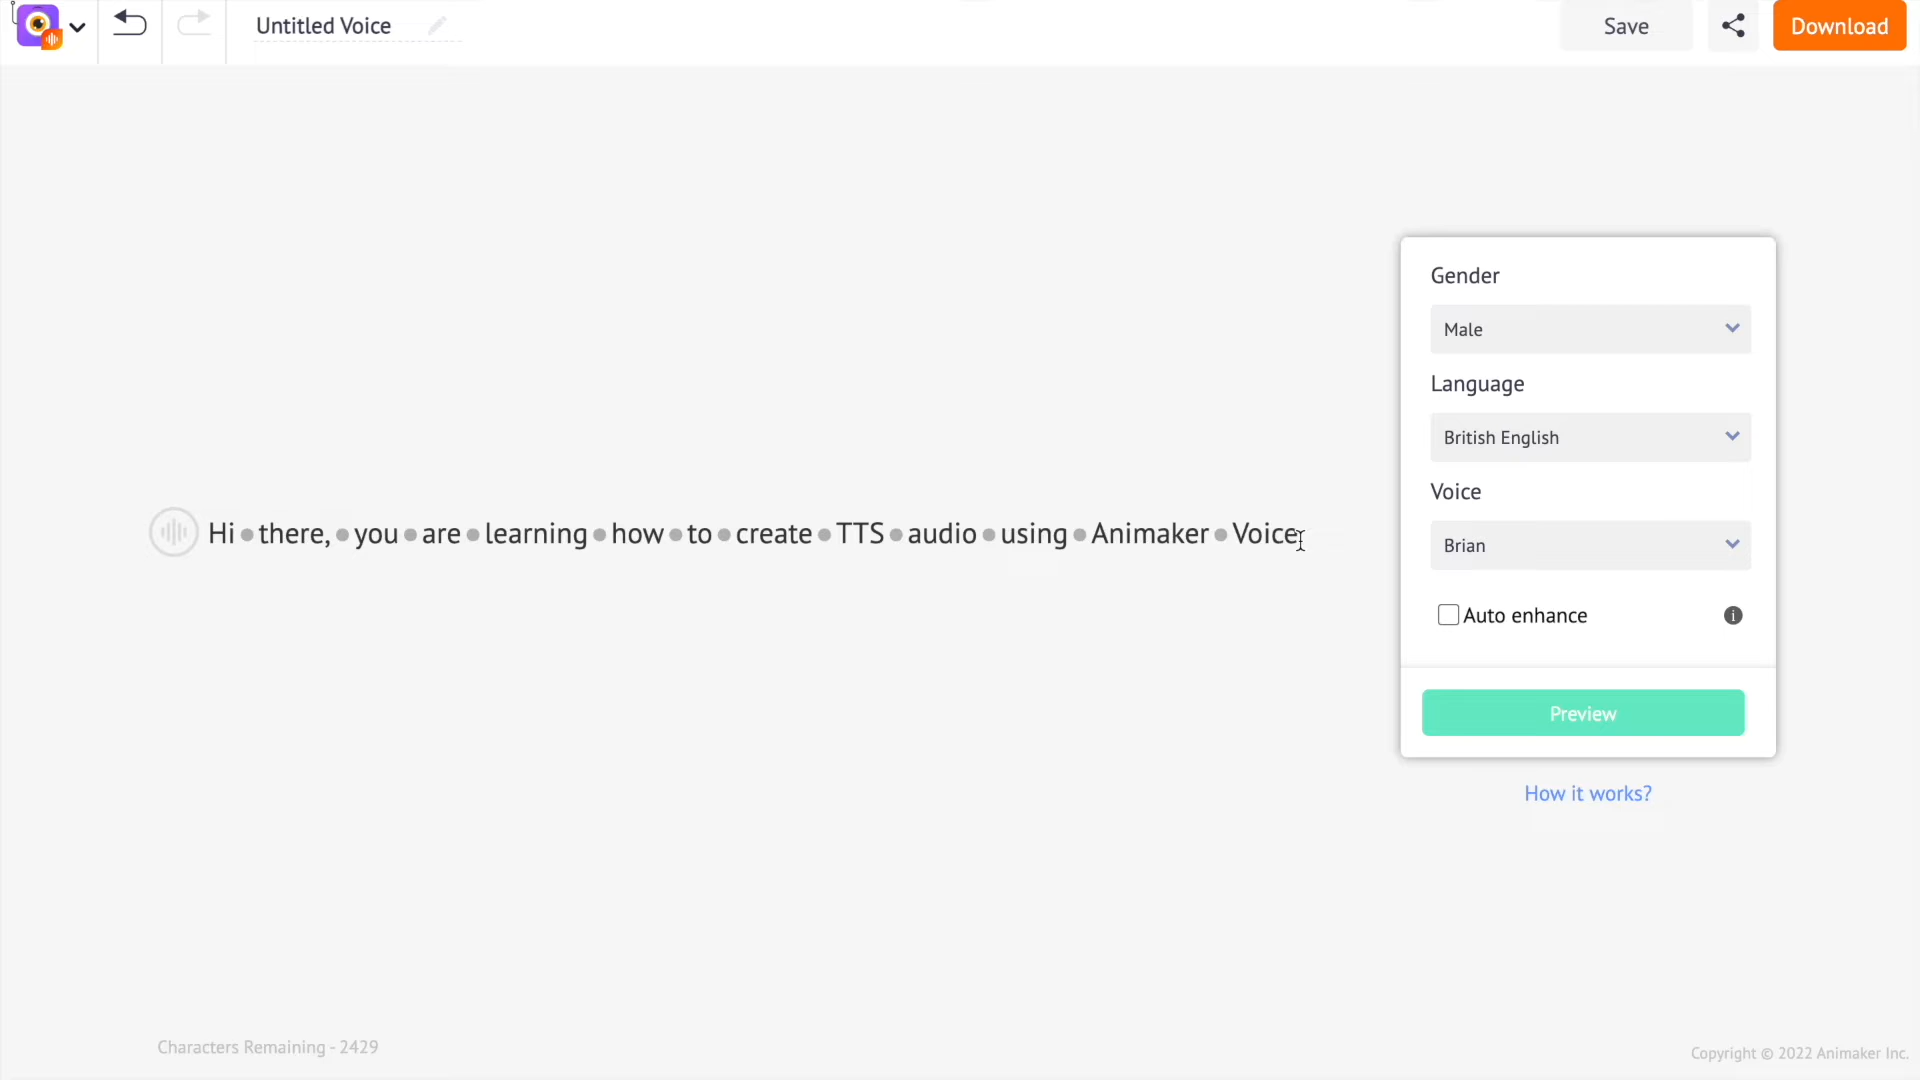 Untitled Voice
Save
Download
Gender
Male
Language
British English
Voice
Brian
Auto enhance
Preview
How it works?
Hi there, you are learning how to create TTS audio using Animaker Voice
Characters Remaining - 2429
Copyright © 2022 Animaker Inc.